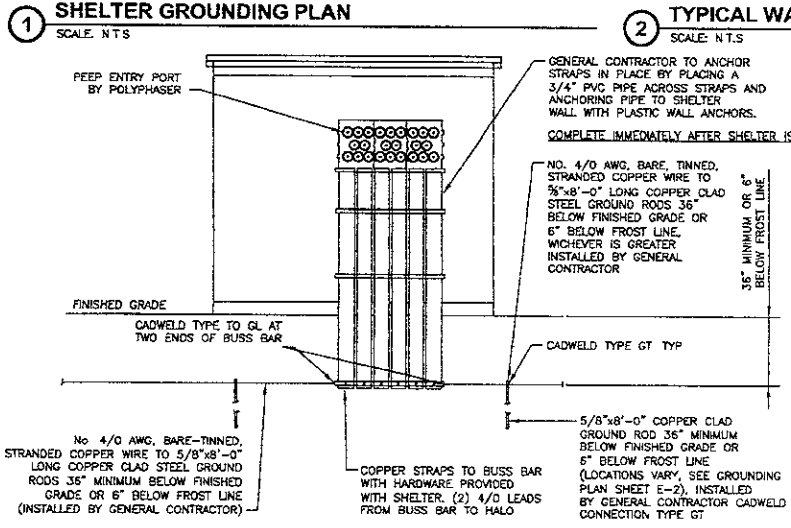 1 SHELTER GROUNDING PLAN
SCALE: N T S
2 TYPICAL WA
SCALE: N T.S
PEEP ENTRY PORT
BY POLYPHASER
GENERAL CONTRACTOR TO ANCHOR
STRAPS IN PLACE BY PLACING A
3/4" PVC PIPE ACROSS STRAPS AND
ANCHORING PIPE TO SHELTER
WALL WITH PLASTIC WALL ANCHORS.
COMPLETE IMMEDIATELY AFTER SHELTER IS
NO. 4/0 AWG, BARE, TINNED,
STRANDED COPPER WIRE TO
5/8"x8'-0" LONG COPPER CLAD
STEEL GROUND RODS 36"
BELOW FINISHED GRADE OR
6" BELOW FROST LINE,
WICHEVER IS GREATER
INSTALLED BY GENERAL
CONTRACTOR
36" MINIMUM OR 6"
BELOW FROST LINE
FINISHED GRADE
CADWELD TYPE TO GL AT
TWO ENDS OF BUSS BAR
CADWELD TYPE GT TYP
No 4/0 AWG, BARE-TINNED,
STRANDED COPPER WIRE TO 5/8"x8'-0"
LONG COPPER CLAD STEEL GROUND
RODS 36" MINIMUM BELOW FINISHED
GRADE OR 6" BELOW FROST LINE
(INSTALLED BY GENERAL CONTRACTOR)
COPPER STRAPS TO BUSS BAR
WITH HARDWARE PROVIDED
WITH SHELTER. (2) 4/0 LEADS
FROM BUSS BAR TO HALO
5/8"x8'-0" COPPER CLAD
GROUND ROD 36" MINIMUM
BELOW FINISHED GRADE OR
6" BELOW FROST LINE
(LOCATIONS VARY, SEE GROUNDING
PLAN SHEET E-2), INSTALLED
BY GENERAL CONTRACTOR CADWELD
CONNECTION TYPE GT